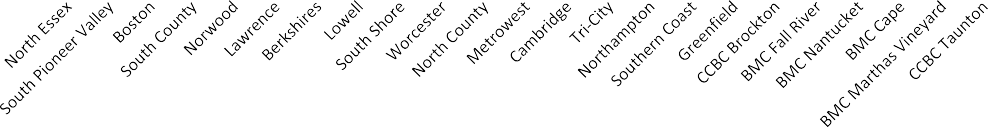 North Essex
South Pioneer Valley
Boston
South County
Norwood
Lawrence
Berkshires
Lowell
South Shore
Worcester
North County
Metrowest
Cambridge
Tri-City
Northampton
Southern Coast
Greenfield
CCBC Brockton
BMC Fall River
BMC Nantucket
BMC Cape
BMC Marthas Vineyard
CCBC Taunton